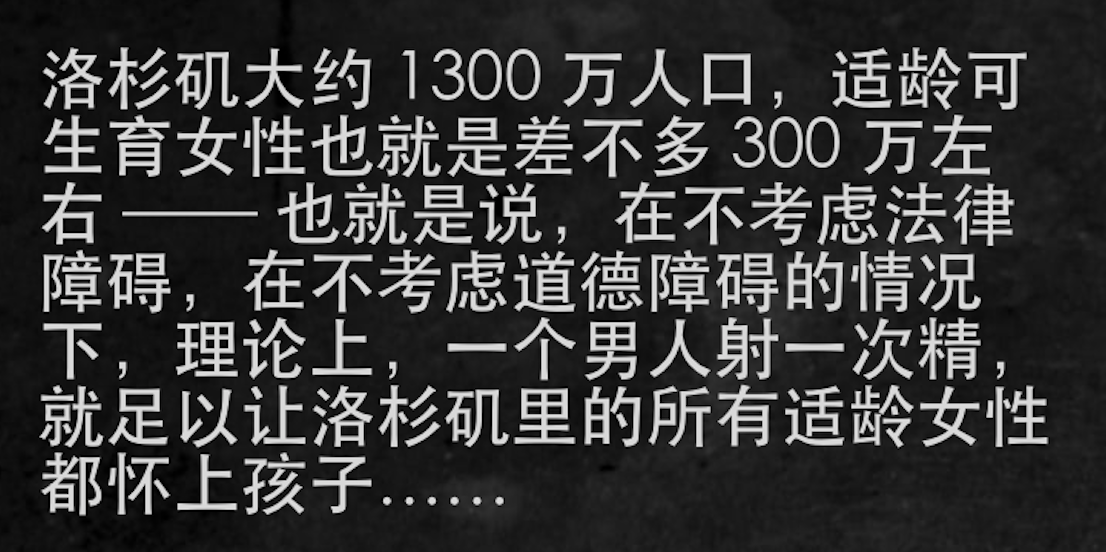 洛杉矶大约 1300 万人口，适龄可
生育女性也就是差不多 300 万左
右 —— 也就是说，在不考虑法律
障碍，在不考虑道德障碍的情况
下，理论上，一个男人射一次精，
就足以让洛杉矶里的所有适龄女性
都怀上孩子……